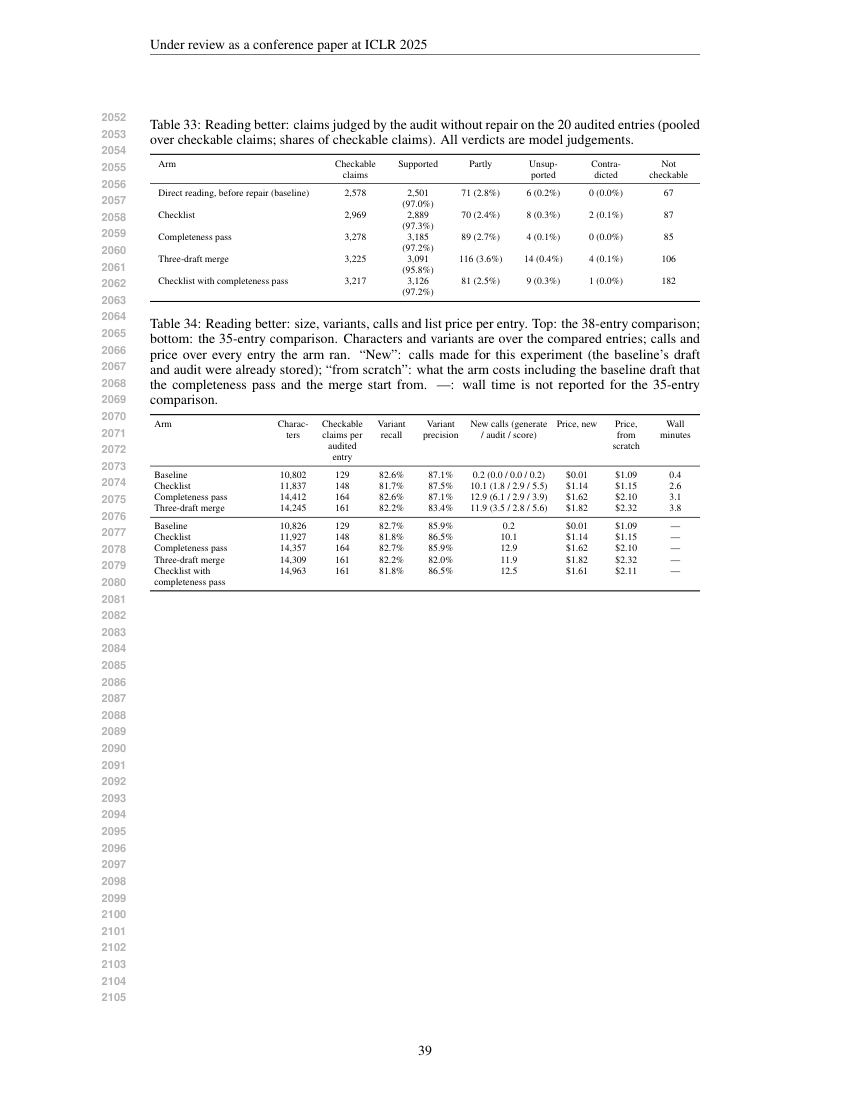 Under review as a conference paper at ICLR 2025
2052
2053
2054
2055
2056
2057
2058
2059
2060
2061
2062
2063
2064
2065
2066
2067
2068
2069
2070
2071
2072
2073
2074
2075
2076
2077
2078
2079
2080
2081
2082
2083
2084
2085
2086
2087
2088
2089
2090
2091
2092
2093
2094
2095
2096
2097
2098
2099
2100
2101
2102
2103
2104
2105
Table 33: Reading better: claims judged by the audit without repair on the 20 audited entries (pooled
over checkable claims; shares of checkable claims). All verdicts are model judgements.
Arm Checkable Supported Partly Unsup- Contra- Not
claims ported dicted checkable
Direct reading, before repair (baseline) 2,578 2,501 71 (2.8%) 6 (0.2%) 0 (0.0%) 67
(97.0%)
Checklist 2,969 2,889 70 (2.4%) 8 (0.3%) 2 (0.1%) 87
(97.3%)
Completeness pass 3,278 3,185 89 (2.7%) 4 (0.1%) 0 (0.0%) 85
(97.2%)
Three-draft merge 3,225 3,091 116 (3.6%) 14 (0.4%) 4 (0.1%) 106
(95.8%)
Checklist with completeness pass 3,217 3,126 81 (2.5%) 9 (0.3%) 1 (0.0%) 182
(97.2%)
Table 34: Reading better: size, variants, calls and list price per entry. Top: the 38-entry comparison;
bottom: the 35-entry comparison. Characters and variants are over the compared entries; calls and
price over every entry the arm ran. “New”: calls made for this experiment (the baseline’s draft
and audit were already stored); “from scratch”: what the arm costs including the baseline draft that
the completeness pass and the merge start from. —: wall time is not reported for the 35-entry
comparison.
Arm Charac- Checkable Variant Variant New calls (generate Price, new Price, Wall
ters claims per recall precision / audit / score) from minutes
audited scratch
entry
Baseline 10,802 129 82.6% 87.1% 0.2 (0.0 / 0.0 / 0.2) $0.01 $1.09 0.4
Checklist 11,837 148 81.7% 87.5% 10.1 (1.8 / 2.9 / 5.5) $1.14 $1.15 2.6
Completeness pass 14,412 164 82.6% 87.1% 12.9 (6.1 / 2.9 / 3.9) $1.62 $2.10 3.1
Three-draft merge 14,245 161 82.2% 83.4% 11.9 (3.5 / 2.8 / 5.6) $1.82 $2.32 3.8
Baseline 10,826 129 82.7% 85.9% 0.2 $0.01 $1.09 —
Checklist 11,927 148 81.8% 86.5% 10.1 $1.14 $1.15 —
Completeness pass 14,357 164 82.7% 85.9% 12.9 $1.62 $2.10 —
Three-draft merge 14,309 161 82.2% 82.0% 11.9 $1.82 $2.32 —
Checklist with 14,963 161 81.8% 86.5% 12.5 $1.61 $2.11 —
completeness pass
39